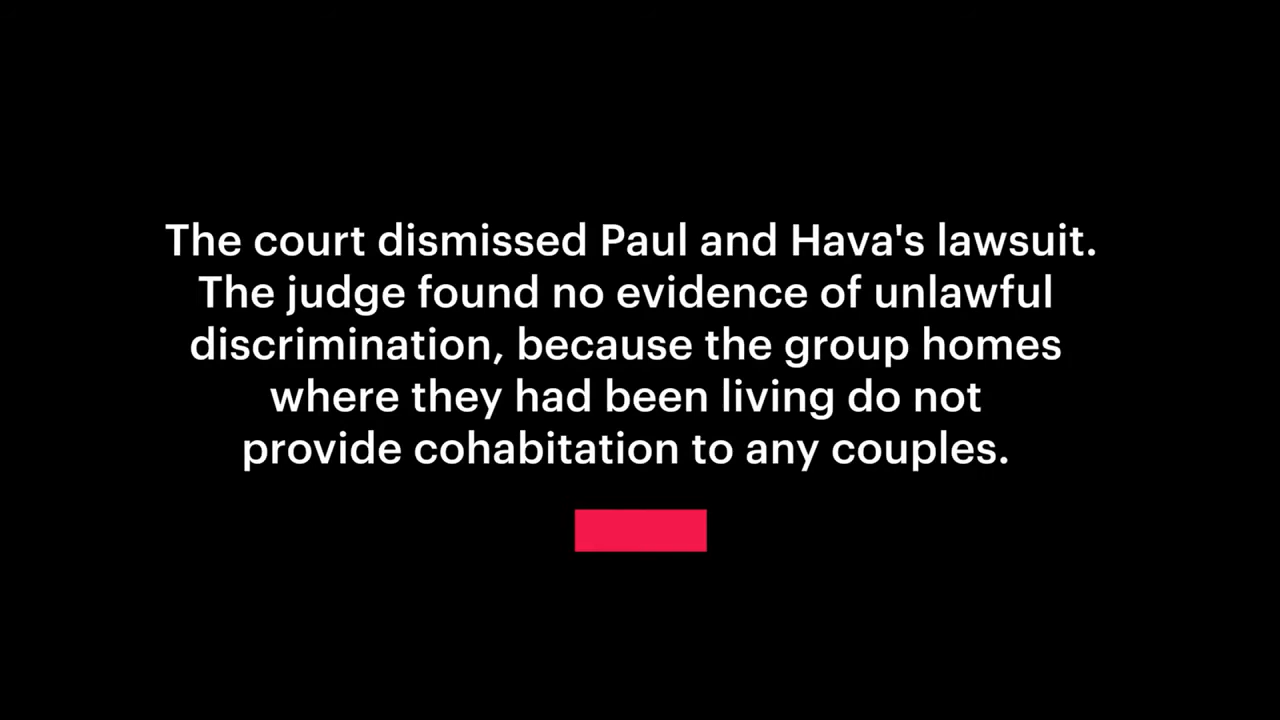 The court dismissed Paul and Hava's lawsuit.
The judge found no evidence of unlawful
discrimination, because the group homes
where they had been living do not
provide cohabitation to any couples.